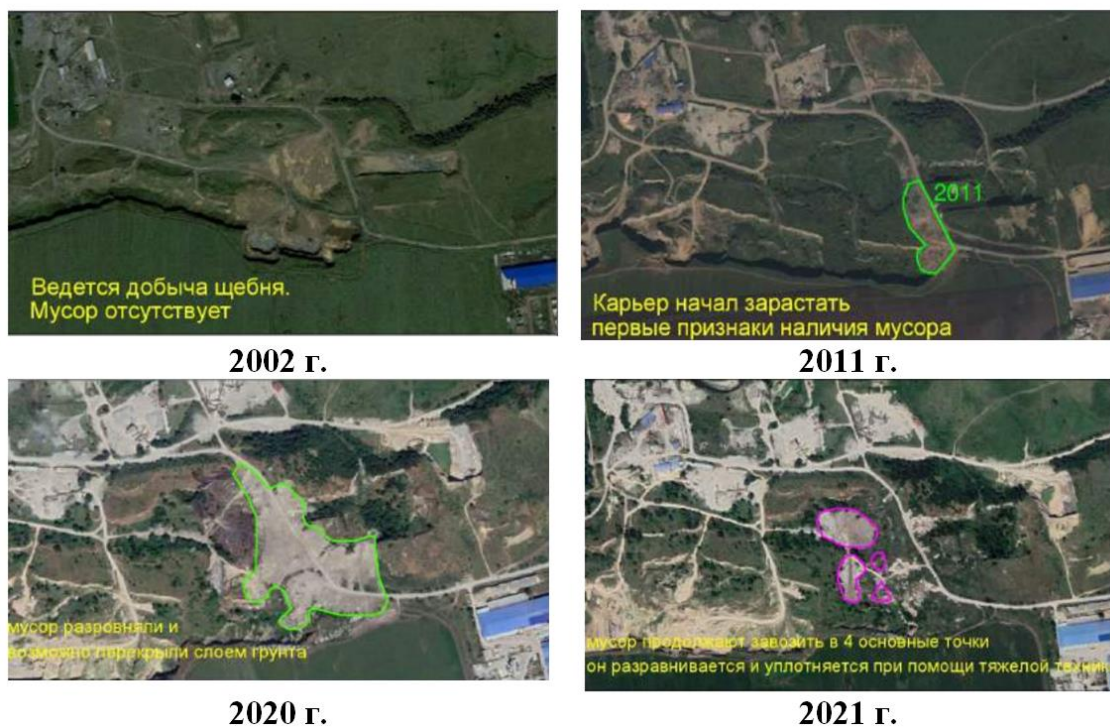 Ведется добыча щебня.
Мусор отсутствует
2002 г.
2011
Карьер начал зарастать
первые признаки наличия мусора
2011 г.
мусор разровняли и
возможно перекрыли слоем грунта
2020 г.
мусор продолжают завозить в 4 основные точки
он разравнивается и уплотняется при помощи тяжелой техник
2021 г.